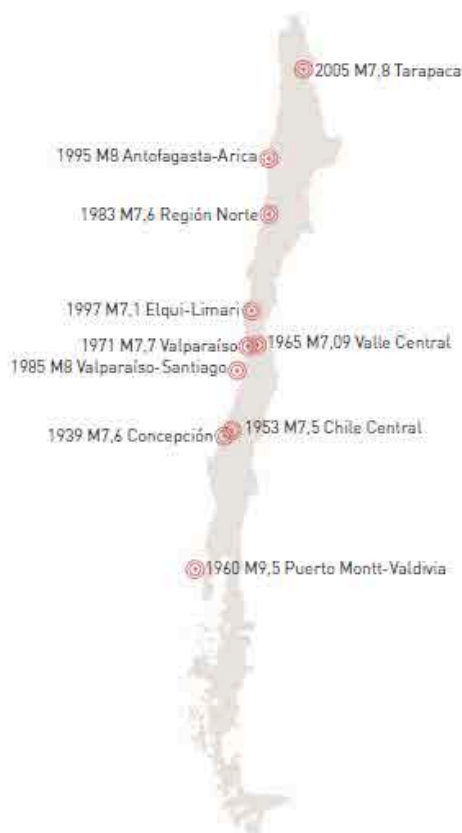 2005 M7,8 Tarapaca
1995 M8 Antofagasta-Arica
1983 M7,6 Región Norte
1997 M7,1 Elqui-Limari
1971 M7,7 Valparaíso
1965 M7,09 Valle Central
1985 M8 Valparaíso-Santiago
1953 M7,5 Chile Central
1939 M7,6 Concepción
1960 M9,5 Puerto Montt-Valdivia